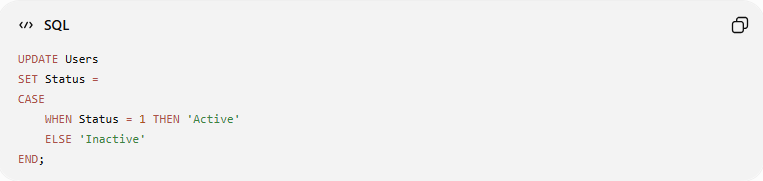 SQL
UPDATE Users
SET Status =
CASE
    WHEN Status = 1 THEN 'Active'
    ELSE 'Inactive'
END;